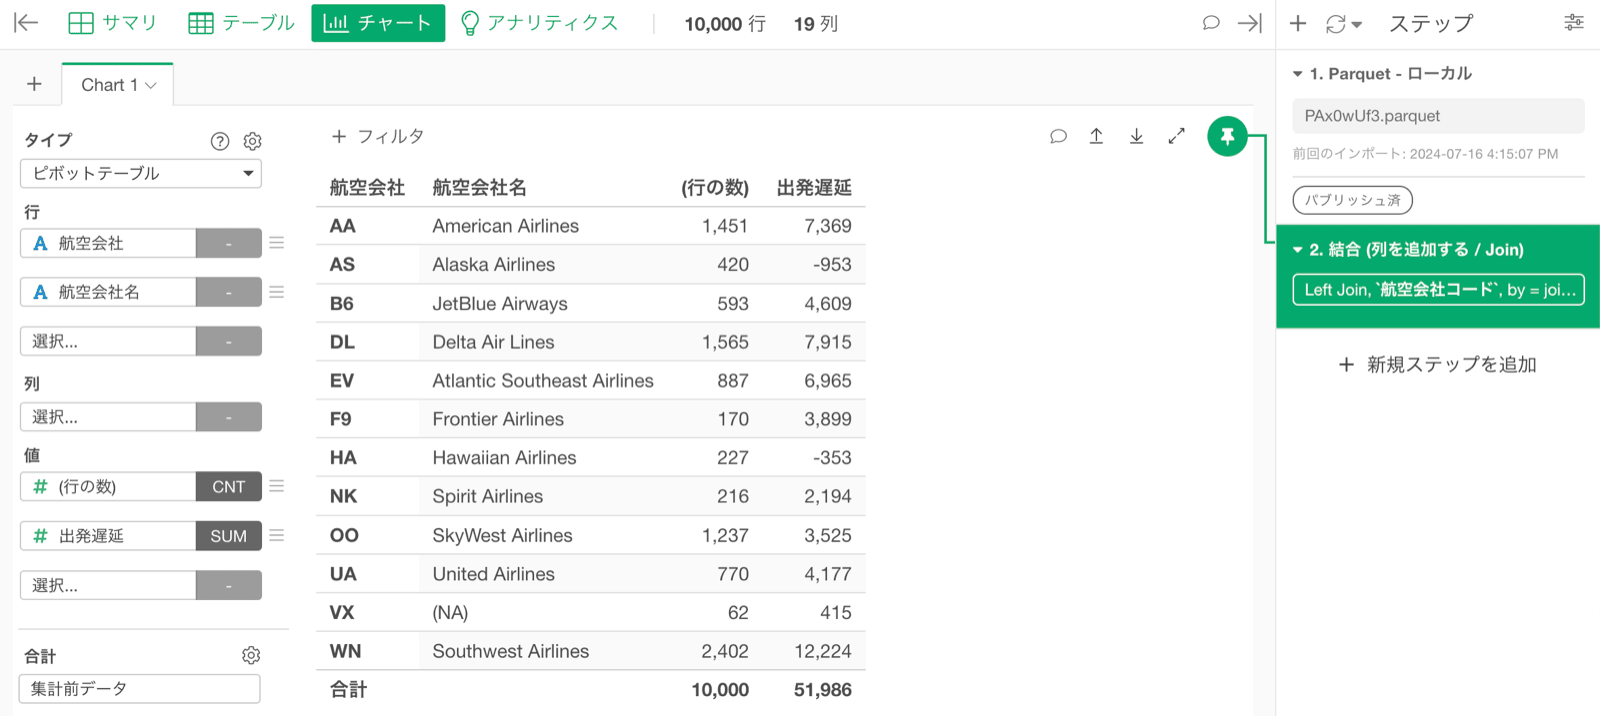 サマリ テーブル チャート アナリティクス 10,000 行 19 列
Chart 1
タイプ
ピボットテーブル
行
航空会社 -
航空会社名 -
選択... -
列
選択... -
値
(行の数) CNT
出発遅延 SUM
選択... -
合計
集計前データ
フィルタ
航空会社 航空会社名 (行の数) 出発遅延
AA American Airlines 1,451 7,369
AS Alaska Airlines 420 -953
B6 JetBlue Airways 593 4,609
DL Delta Air Lines 1,565 7,915
EV Atlantic Southeast Airlines 887 6,965
F9 Frontier Airlines 170 3,899
HA Hawaiian Airlines 227 -353
NK Spirit Airlines 216 2,194
OO SkyWest Airlines 1,237 3,525
UA United Airlines 770 4,177
VX (NA) 62 415
WN Southwest Airlines 2,402 12,224
合計 10,000 51,986
ステップ
1. Parquet - ローカル
PAx0wUf3.parquet
前回のインポート: 2024-07-16 4:15:07 PM
パブリッシュ済
2. 結合 (列を追加する / Join)
Left Join, `航空会社コード`, by = joi...
+ 新規ステップを追加